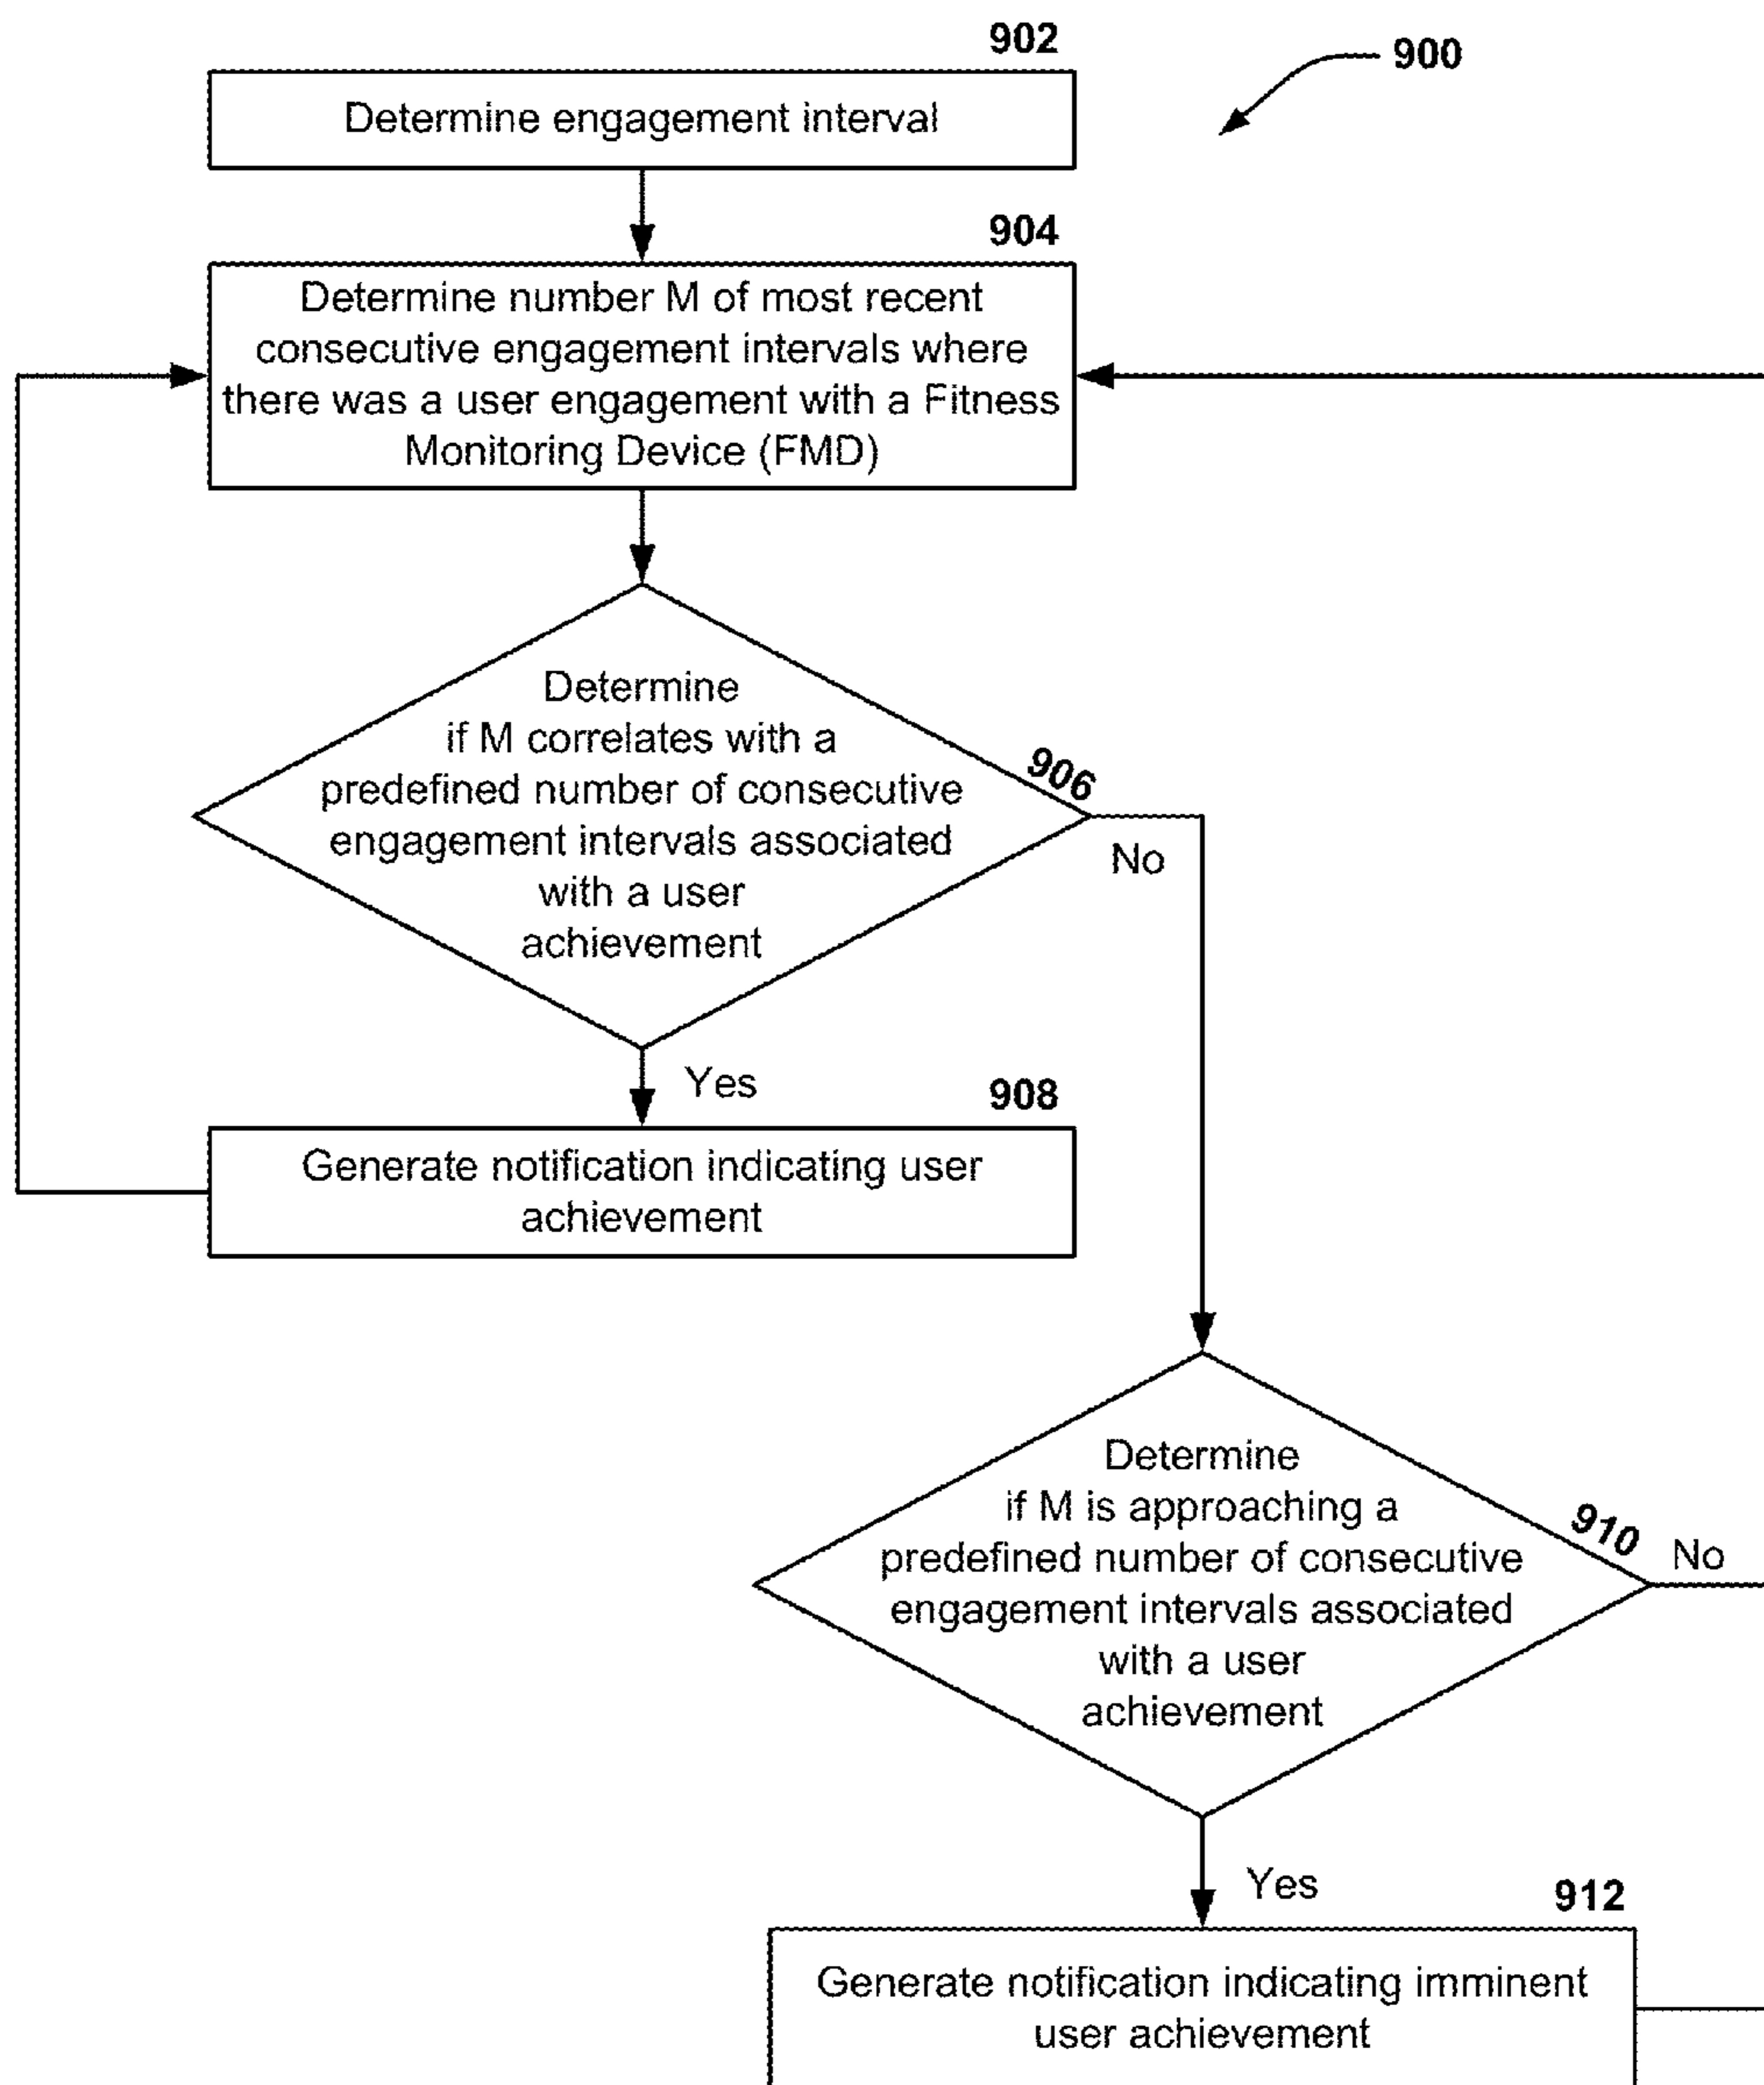 902
900
Determine engagement interval
904
Determine number M of most recent
consecutive engagement intervals where
there was a user engagement with a Fitness
Monitoring Device (FMD)
Determine
if M correlates with a
predefined number of consecutive
engagement intervals associated
with a user
achievement
906
No
Yes
908
Generate notification indicating user
achievement
Determine
if M is approaching a
predefined number of consecutive
engagement intervals associated
with a user
achievement
910
No
Yes
912
Generate notification indicating imminent
user achievement